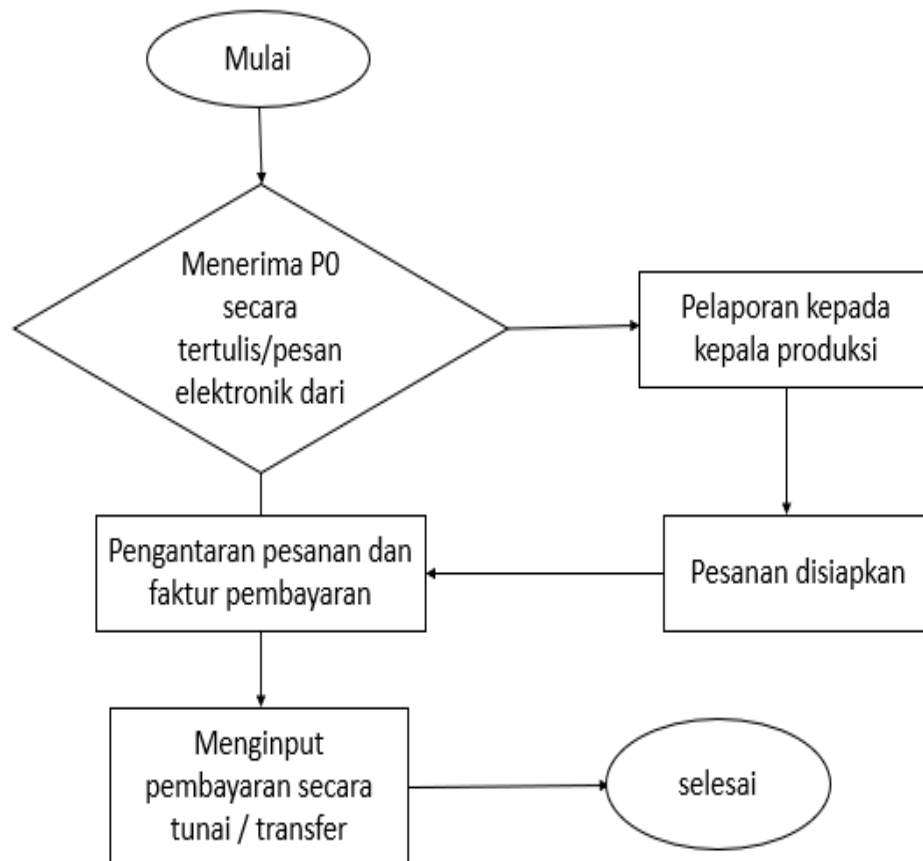 Mulai
Menerima P0
secara
tertulis/pesan
elektronik dari
Pelaporan kepada
kepala produksi
Pengantaran pesanan dan
faktur pembayaran
Pesanan disiapkan
Menginput
pembayaran secara
tunai / transfer
selesai